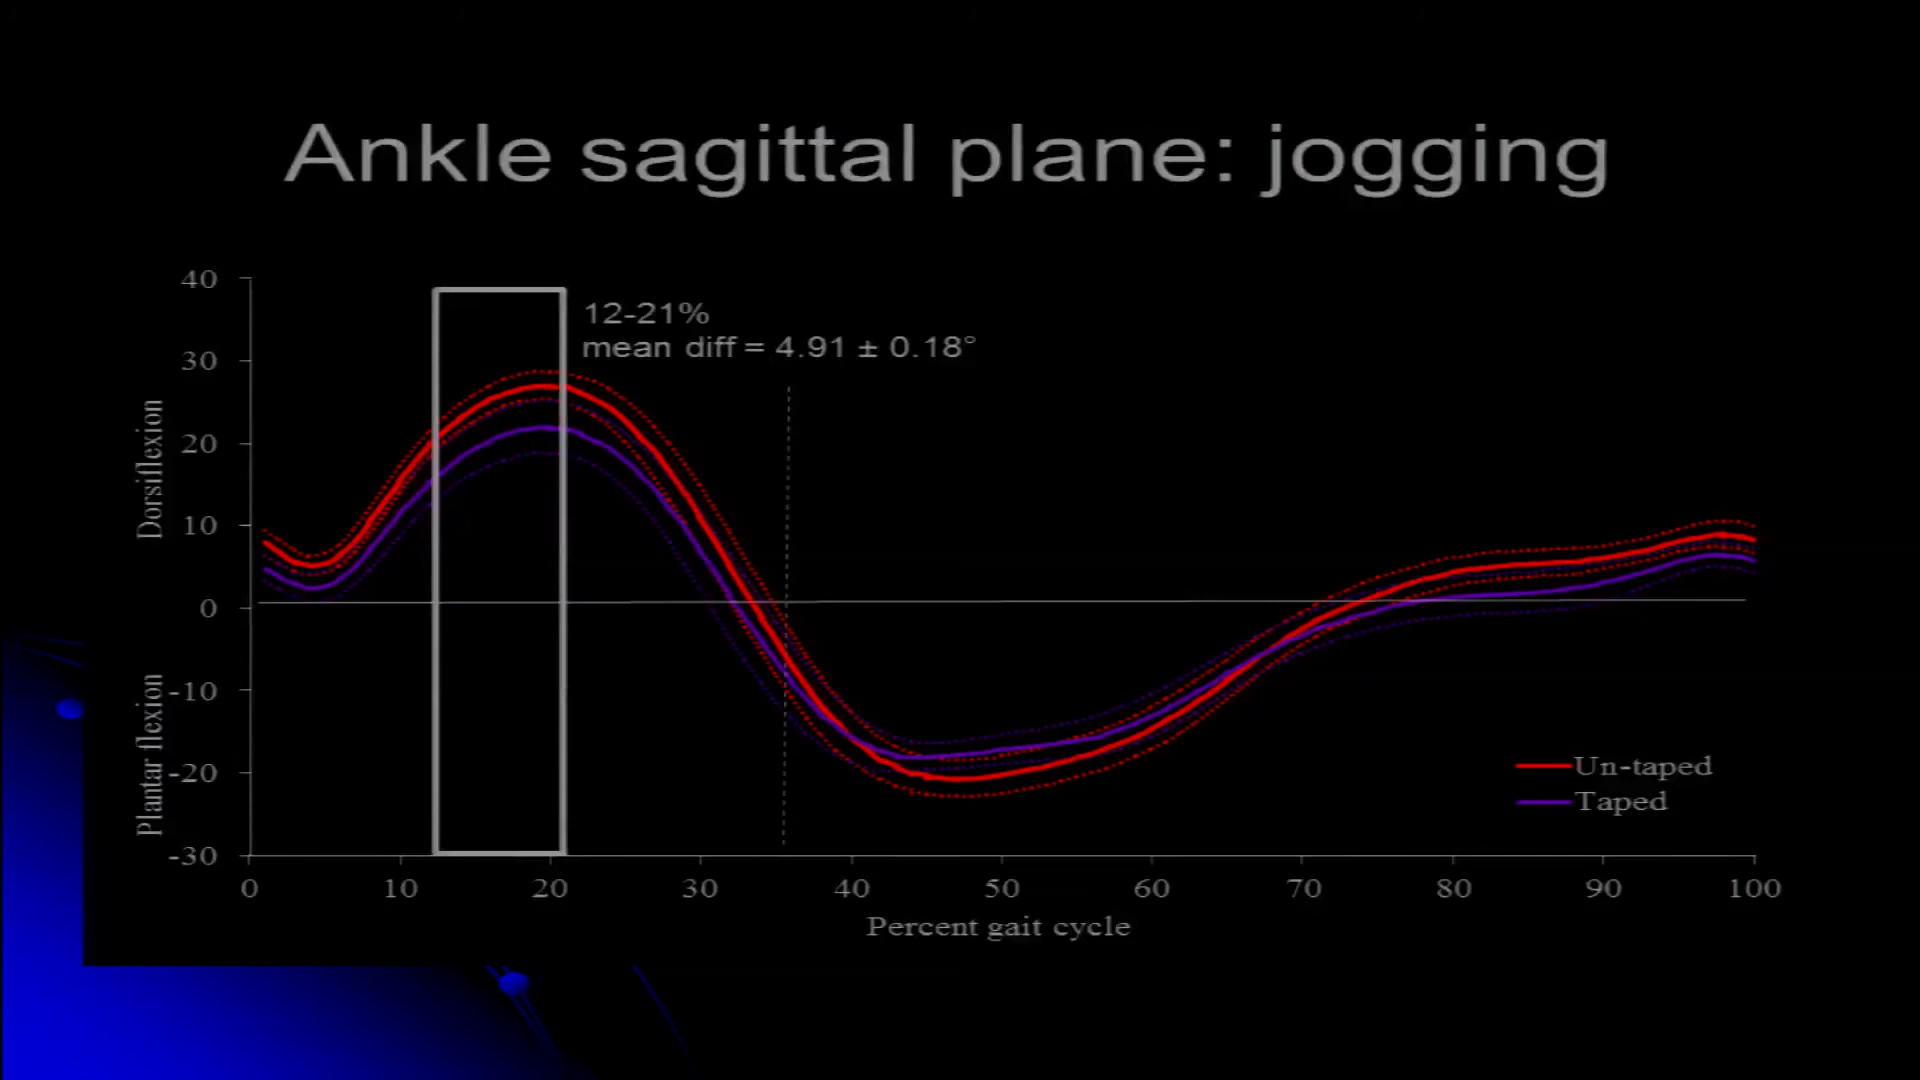 Ankle sagittal plane: jogging
12-21%
mean diff = 4.91 ± 0.18°
40
30
20
10
0
-10
-20
-30
Dorsiflexion
Plantar flexion
Un-taped
Taped
0 10 20 30 40 50 60 70 80 90 100
Percent gait cycle